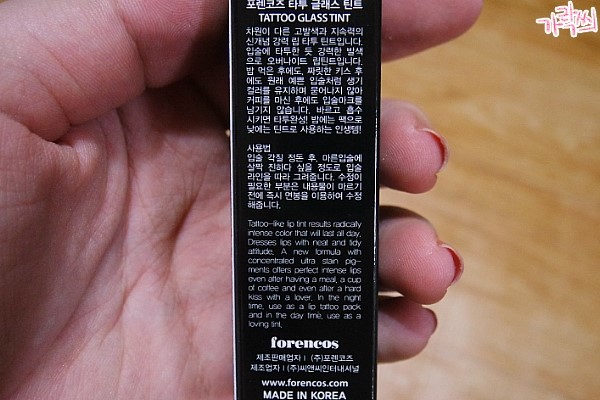 가락씨
포렌코즈 타투 글래스 틴트
TATTOO GLASS TINT
차원이 다른 고발색과 지속력의
신개념 강력 립 타투 틴트입니다.
입술에 타투한 듯 강력한 발색
으로 오버나이트 립틴트입니다.
밥 먹은 후에도, 짜릿한 키스 후
에도 원래 예쁜 입술처럼 생기
컬러를 유지하며 묻어나지 않아
커피를 마신 후에도 입술마크를
남기지 않습니다. 바르고 흡수
시키면 타투완성! 밤에는 팩으로
낮에는 틴트로 사용하는 인생템!
사용법
입술 각질 정돈 후, 마른입술에
살짝 진하다 싶을 정도로 입술
라인을 따라 그려줍니다. 수정이
필요한 부분은 내용물이 마르기
전에 즉시 면봉을 이용하여 수정
해줍니다.
Tattoo-like lip tint results radically
intense color that will last all day.
Dresses lips with neat and tidy
attitude. A new formula with
concentrated ultra stain pig-
ments offers perfect intense lips
even after having a meal, a cup
of coffee and even after a hard
kiss with a lover. In the night
time, use as a lip tattoo pack
and in the day time, use as a
loving tint.
forencos
제조판매업자 | (주)포렌코즈
제조업자 | (주)씨앤씨인터내셔널
www.forencos.com
MADE IN KOREA